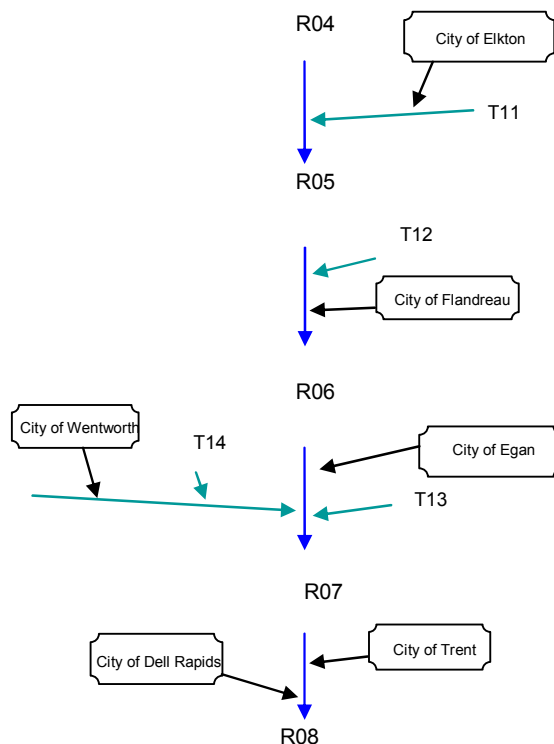 R04
City of Elkton
T11
R05
T12
City of Flandreau
R06
City of Wentworth
T14
City of Egan
T13
R07
City of Dell Rapids
City of Trent
R08